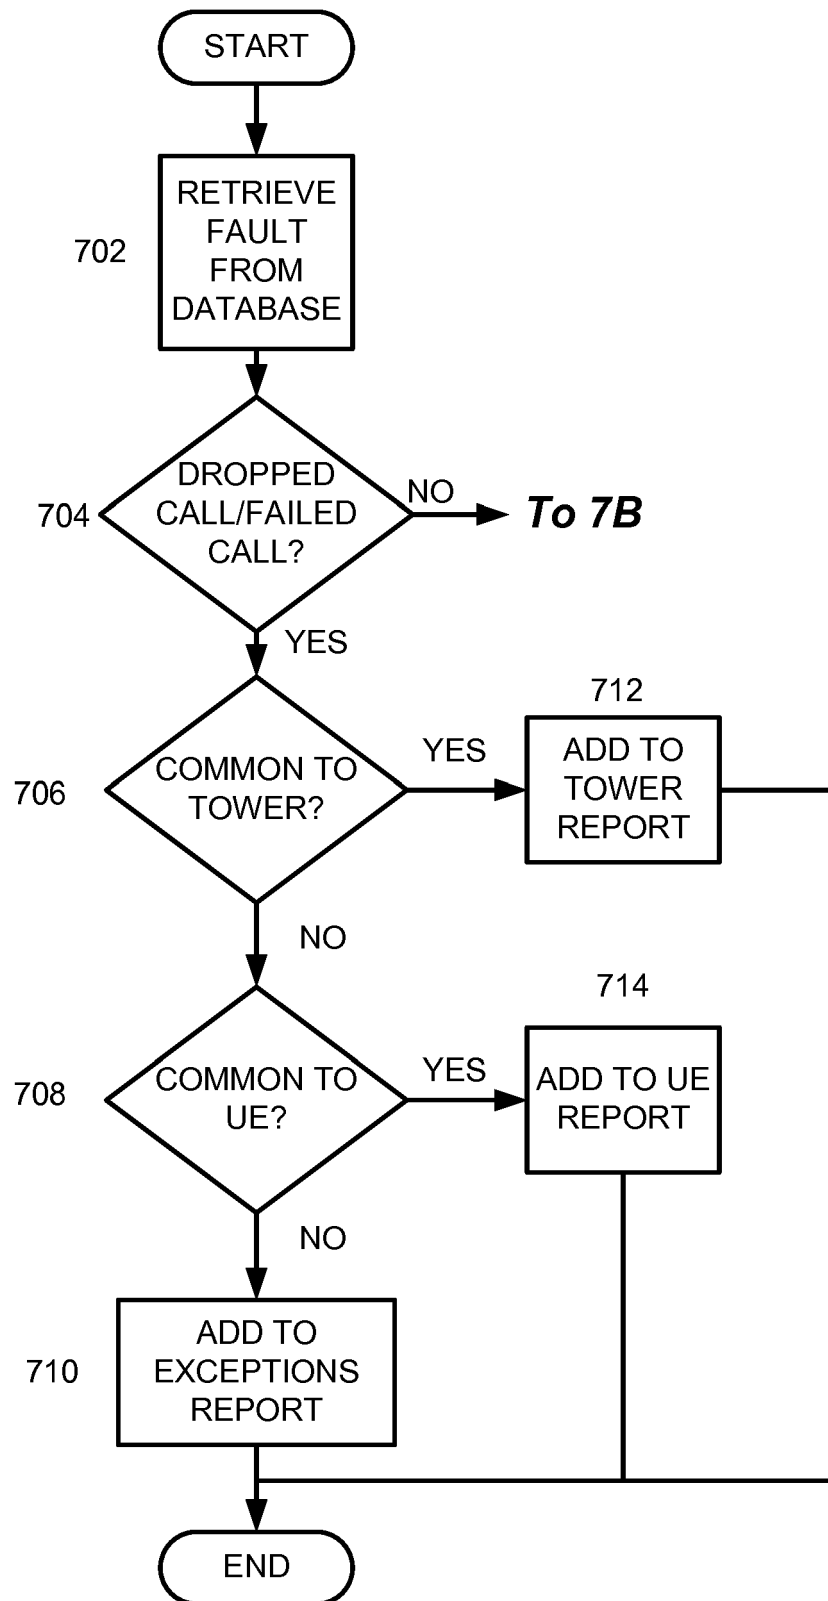 START
702
RETRIEVE
FAULT
FROM
DATABASE
704
DROPPED
CALL/FAILED
CALL?
NO
To 7B
YES
706
COMMON TO
TOWER?
YES
712
ADD TO
TOWER
REPORT
NO
708
COMMON TO
UE?
YES
714
ADD TO UE
REPORT
NO
710
ADD TO
EXCEPTIONS
REPORT
END